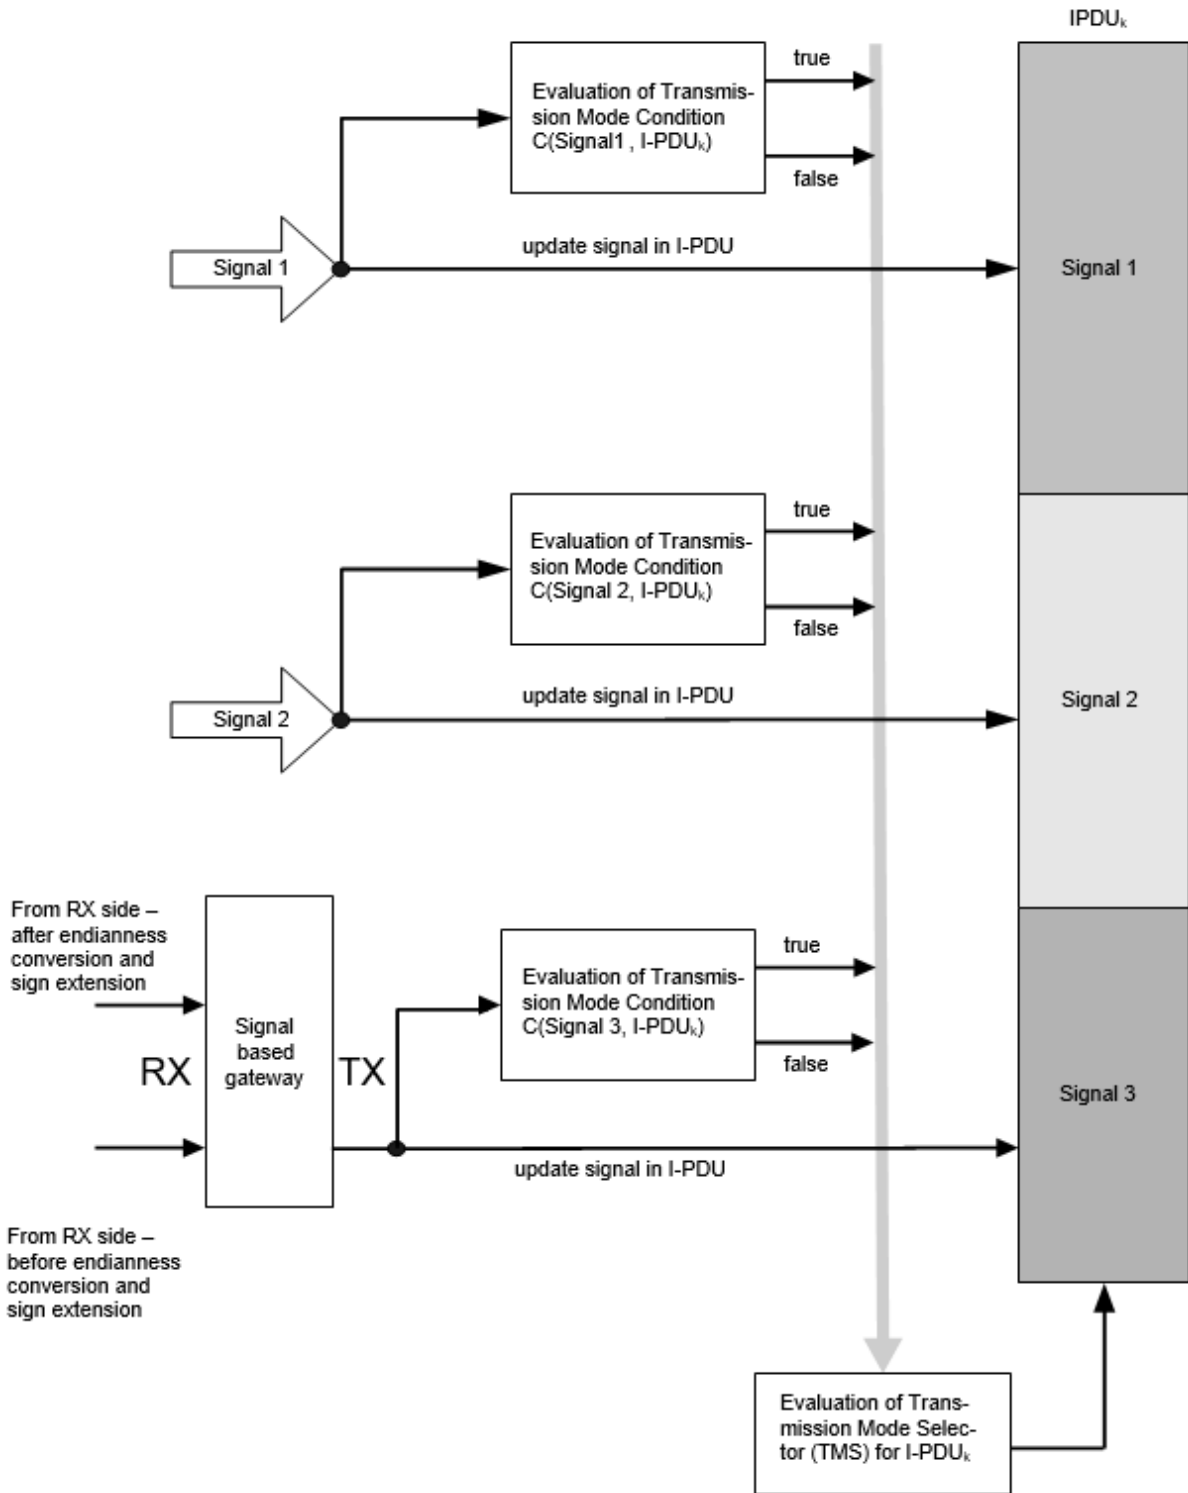 IPDUk
true
Evaluation of Transmis-
sion Mode Condition
C(Signal1 , I-PDUk)
false
update signal in I-PDU
Signal 1
Signal 1
true
Evaluation of Transmis-
sion Mode Condition
C(Signal 2, I-PDUk)
false
update signal in I-PDU
Signal 2
Signal 2
From RX side –
after endianness
conversion and
sign extension
true
Evaluation of Transmis-
sion Mode Condition
C(Signal 3, I-PDUk)
false
Signal
based
gateway
RX
TX
Signal 3
update signal in I-PDU
From RX side –
before endianness
conversion and
sign extension
Evaluation of Trans-
mission Mode Selec-
tor (TMS) for I-PDUk